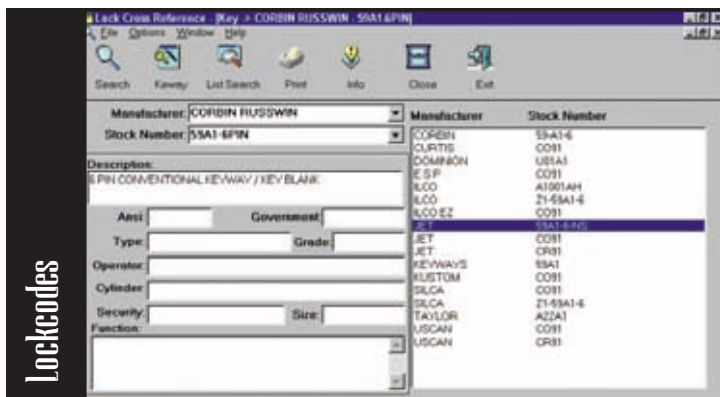 Lockcodes
Lock Cross Reference - [Key -> CORBIN RUSSWIN - 59A1-6PIN]
File Options Window Help
Search Keway List Search Print Info Close Exit
Manufacturer: CORBIN RUSSWIN
Stock Number: 59A1-6PIN
Description:
6 PIN CONVENTIONAL KEYWAY / KEY BLANK
Ansi: Government:
Type: Grade:
Operator:
Cylinder:
Security: Size:
Function:
Manufacturer Stock Number
CORBIN 59-A1-6
CURTIS CO91
DOMINION U01A1
E S P CO91
ILCO A1001AH
ILCO Z1-59A1-6
ILCO EZ CO91
JET 59A1-6-NS
JET CO91
JET CR91
KEYWAYS 59A1
KUSTOM CO91
SILCA CO91
SILCA Z1-59A1-6
TAYLOR A22A1
USCAN CO91
USCAN CR91